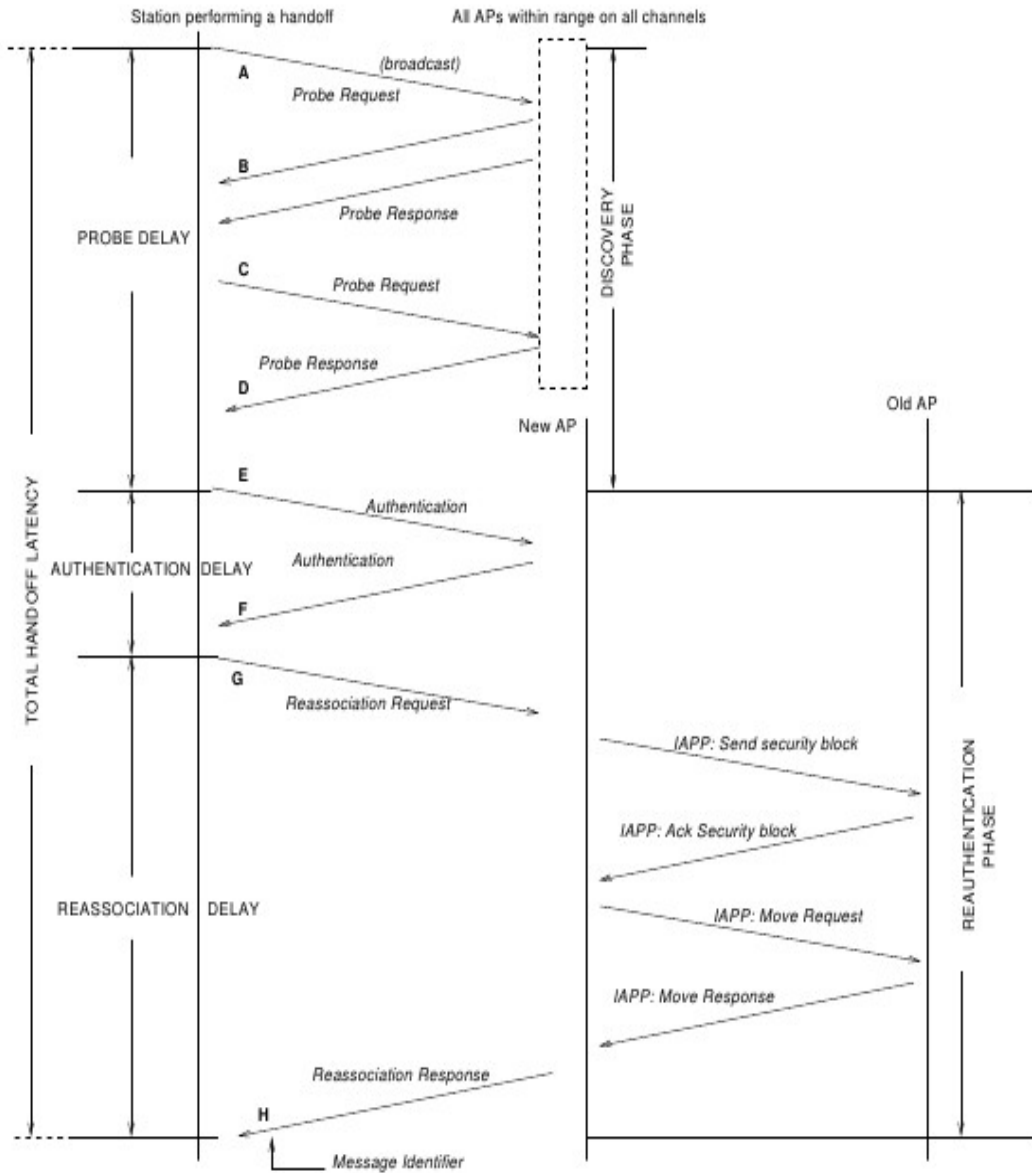 Station performing a handoff
All APs within range on all channels
A
(broadcast)
Probe Request
B
Probe Response
PROBE DELAY
DISCOVERY
PHASE
C
Probe Request
Probe Response
D
Old AP
New AP
E
Authentication
TOTAL HANDOFF LATENCY
AUTHENTICATION DELAY
Authentication
F
G
Reassociation Request
IAPP: Send security block
IAPP: Ack Security block
REAUTHENTICATION
PHASE
REASSOCIATION DELAY
IAPP: Move Request
IAPP: Move Response
Reassociation Response
H
Message Identifier